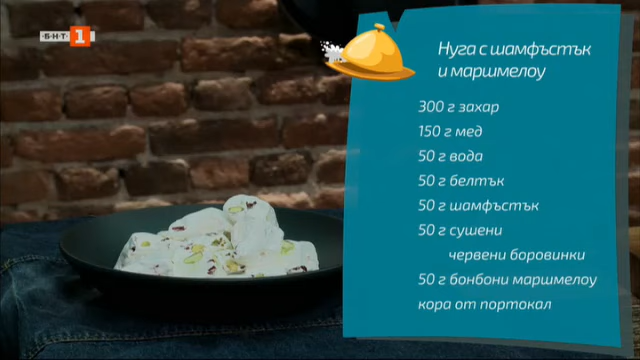 БНТ 1
Нуга с шамфъстък
и маршмелоу
300 г захар
150 г мед
50 г вода
50 г белтък
50 г шамфъстък
50 г сушени
червени боровинки
50 г бонбони маршмелоу
кора от портокал